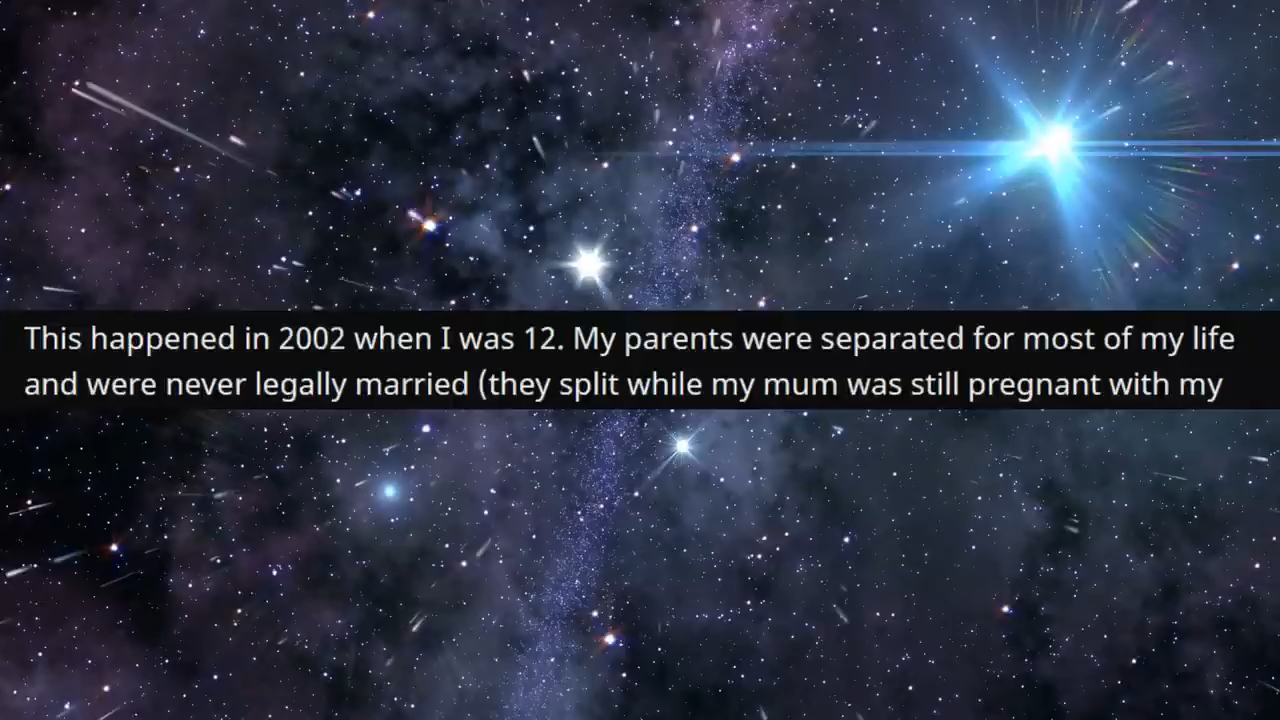 This happened in 2002 when I was 12. My parents were separated for most of my life
and were never legally married (they split while my mum was still pregnant with my